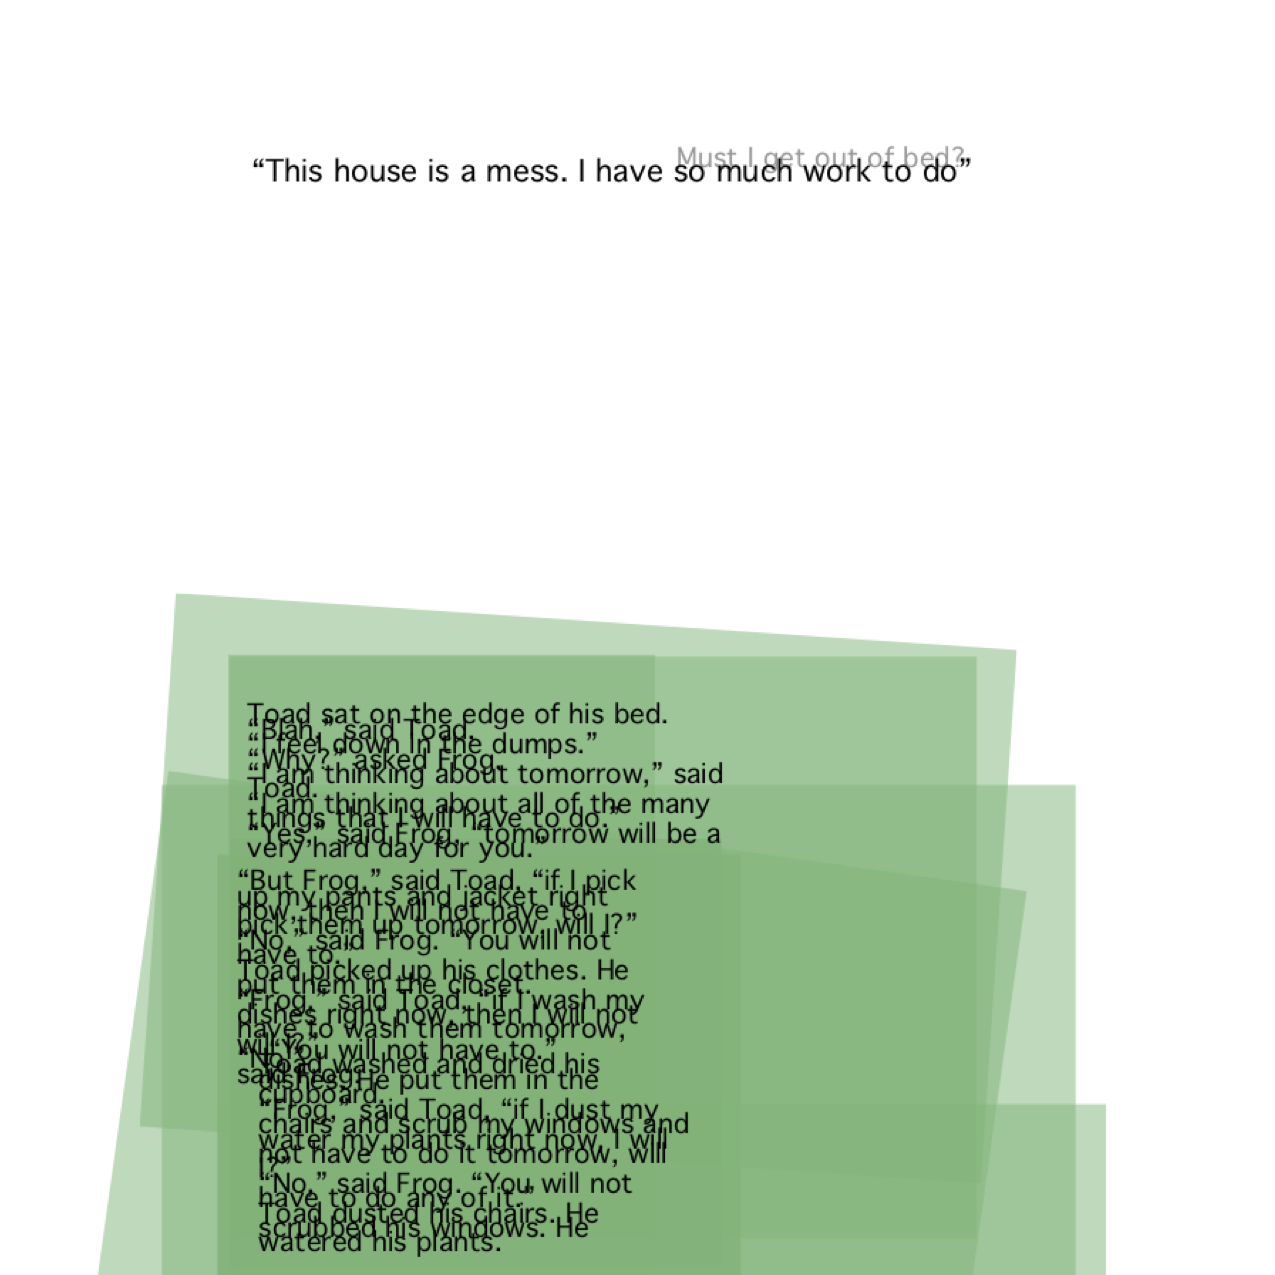 Must I get out of bed?
“This house is a mess. I have so much work to do”
Toad sat on the edge of his bed.
“Blah,” said Toad.
“I feel down in the dumps.”
“Why?” asked Frog.
“I am thinking about tomorrow,” said
Toad.
“I am thinking about all of the many
things that I will have to do.”
“Yes,” said Frog, “tomorrow will be a
very hard day for you.”
“But Frog,” said Toad, “if I pick
up my pants and jacket right
now, then I will not have to
pick them up tomorrow, will I?”
“No,” said Frog. “You will not
have to.”
Toad picked up his clothes. He
put them in the closet.
“Frog,” said Toad, “if I wash my
dishes right now, then I will not
have to wash them tomorrow,
will I?”
“No,”
said Frog.
“You will not have to.”
Toad washed and dried his
dishes. He put them in the
cupboard.
“Frog,” said Toad, “if I dust my
chairs and scrub my windows and
water my plants right now, I will
not have to do it tomorrow, will
I?”
“No,” said Frog. “You will not
have to do any of it.”
Toad dusted his chairs. He
scrubbed his windows. He
watered his plants.